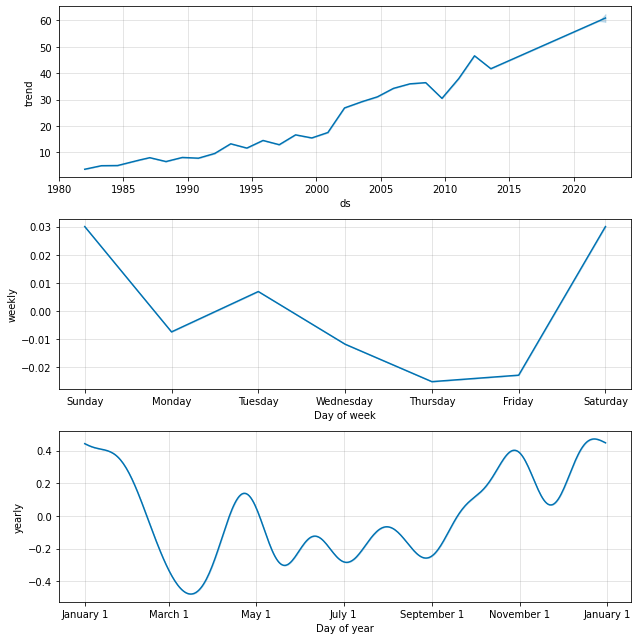 60
50
40
30
20
10
trend
1980 1985 1990 1995 2000 2005 2010 2015 2020
ds
0.03
0.02
0.01
0.00
−0.01
−0.02
weekly
Sunday Monday Tuesday Wednesday Thursday Friday Saturday
Day of week
0.4
0.2
0.0
−0.2
−0.4
yearly
January 1 March 1 May 1 July 1 September 1 November 1 January 1
Day of year